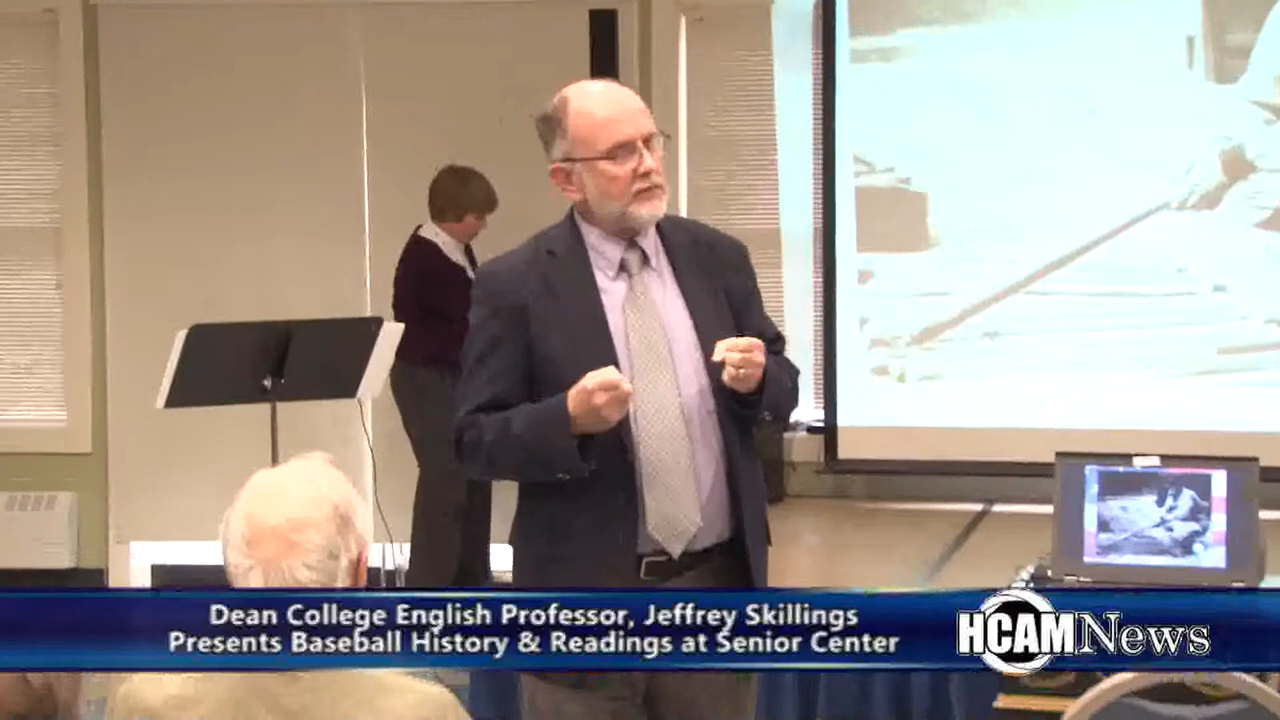 Dean College English Professor, Jeffrey Skillings
Presents Baseball History & Readings at Senior Center
HCAMNews